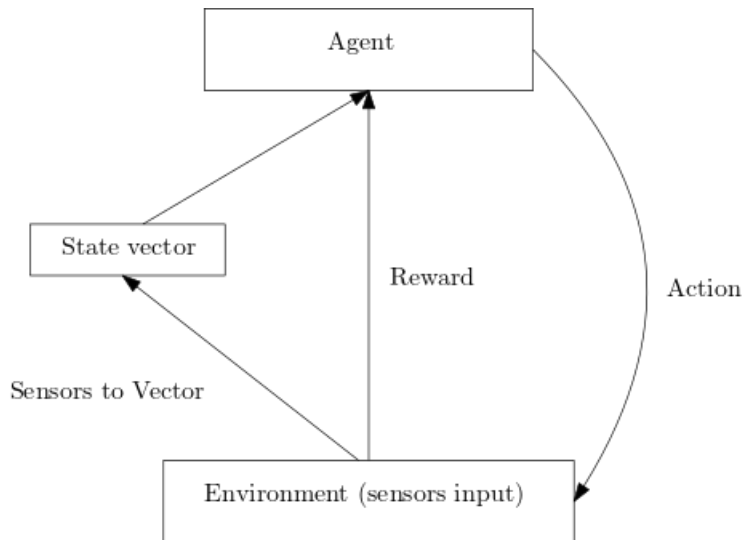 Agent
State vector
Reward
Action
Sensors to Vector
Environment (sensors input)